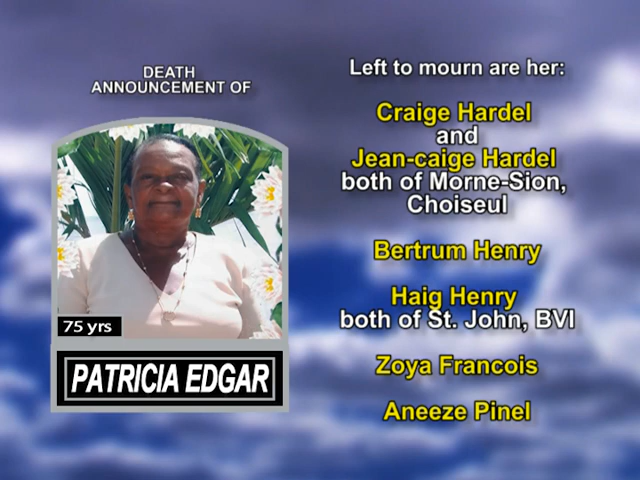 DEATH
ANNOUNCEMENT OF
75 yrs
PATRICIA EDGAR
Left to mourn are her:
Craige Hardel
and
Jean-caige Hardel
both of Morne-Sion,
Choiseul
Bertrum Henry
Haig Henry
both of St. John, BVI
Zoya Francois
Aneeze Pinel